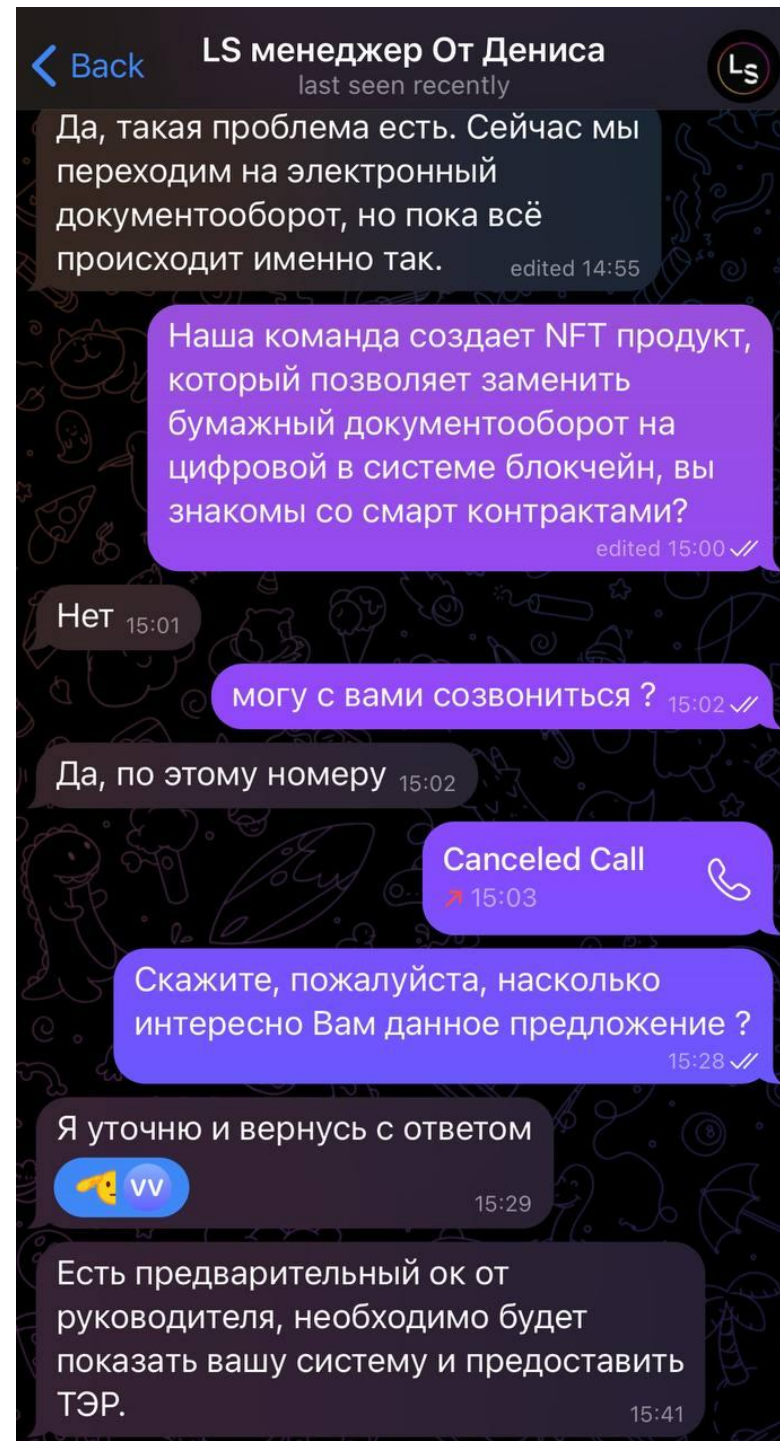 Back
LS менеджер От Дениса
last seen recently
LS
Да, такая проблема есть. Сейчас мы
переходим на электронный
документооборот, но пока всё
происходит именно так.
edited 14:55
Наша команда создает NFT продукт,
который позволяет заменить
бумажный документооборот на
цифровой в системе блокчейн, вы
знакомы со смарт контрактами?
edited 15:00
Нет 15:01
могу с вами созвониться ? 15:02
Да, по этому номеру 15:02
Canceled Call
15:03
Скажите, пожалуйста, насколько
интересно Вам данное предложение ?
15:28
Я уточню и вернусь с ответом
VV
15:29
Есть предварительный ок от
руководителя, необходимо будет
показать вашу систему и предоставить
ТЭР.
15:41